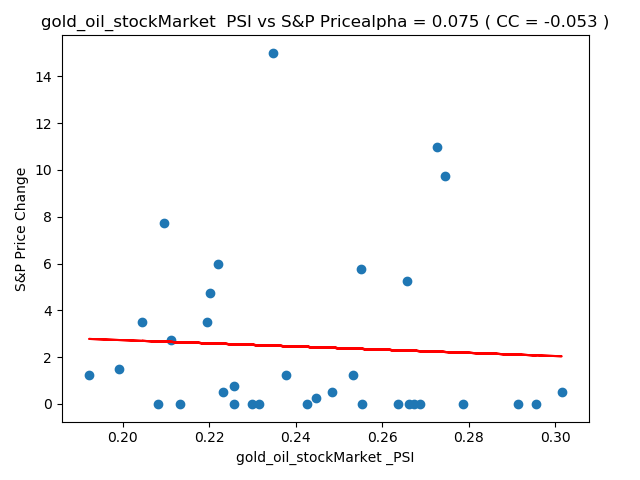 gold_oil_stockMarket  PSI vs S&P Pricealpha = 0.075 ( CC = -0.053 )
14
12
10
8
6
4
2
0
S&P Price Change
0.20 0.22 0.24 0.26 0.28 0.30
gold_oil_stockMarket _PSI